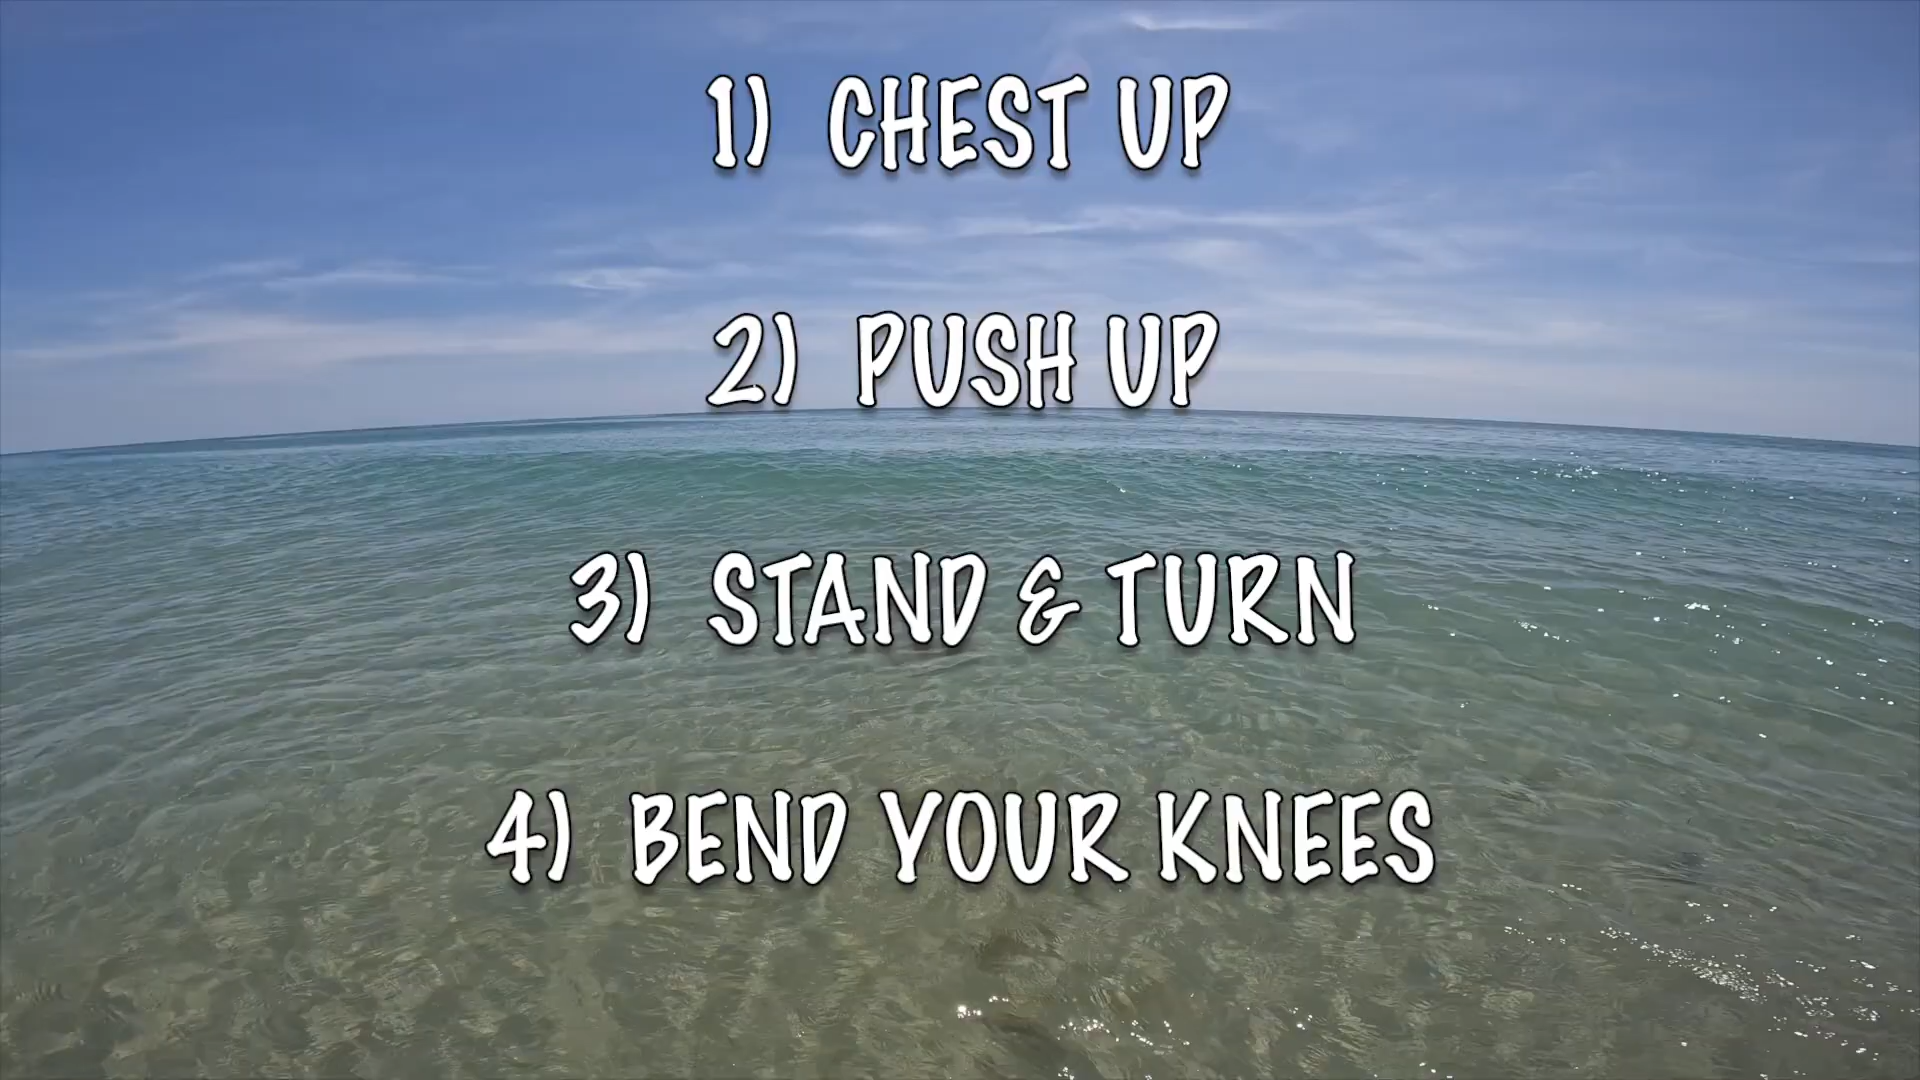 1) CHEST UP
2) PUSH UP
3) STAND & TURN
4) BEND YOUR KNEES